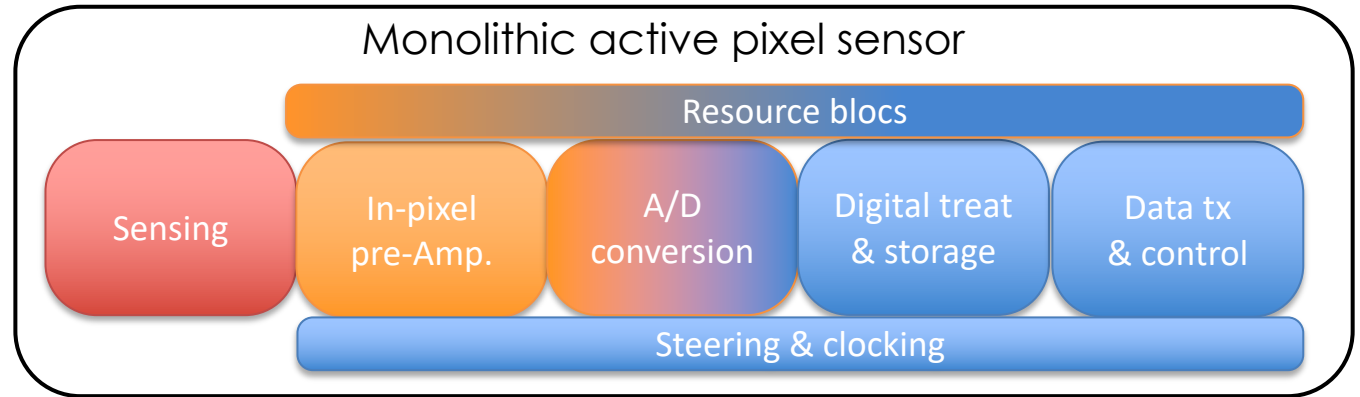 Monolithic active pixel sensor
Resource blocs
Sensing
In-pixel
pre-Amp.
A/D
conversion
Digital treat
& storage
Data tx
& control
Steering & clocking